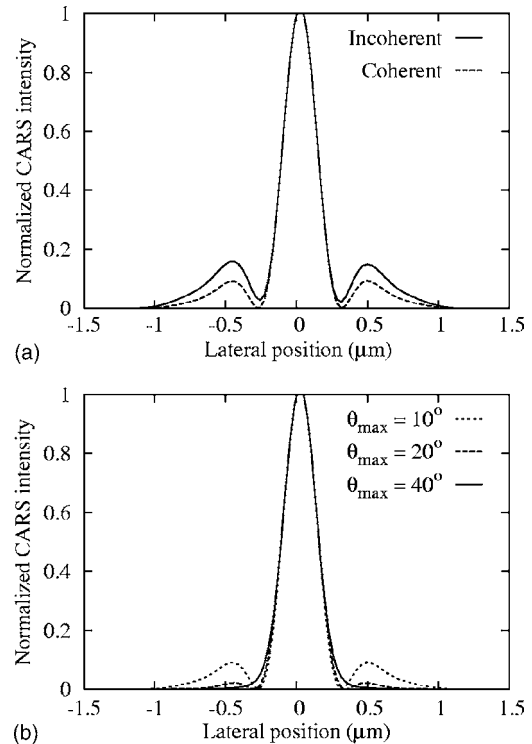 1
0.8
0.6
0.4
0.2
0
Normalized CARS intensity
Incoherent
Coherent
-1.5 -1 -0.5 0 0.5 1 1.5
Lateral position (μm)
(a)
1
0.8
0.6
0.4
0.2
0
Normalized CARS intensity
θmax = 10°
θmax = 20°
θmax = 40°
-1.5 -1 -0.5 0 0.5 1 1.5
Lateral position (μm)
(b)